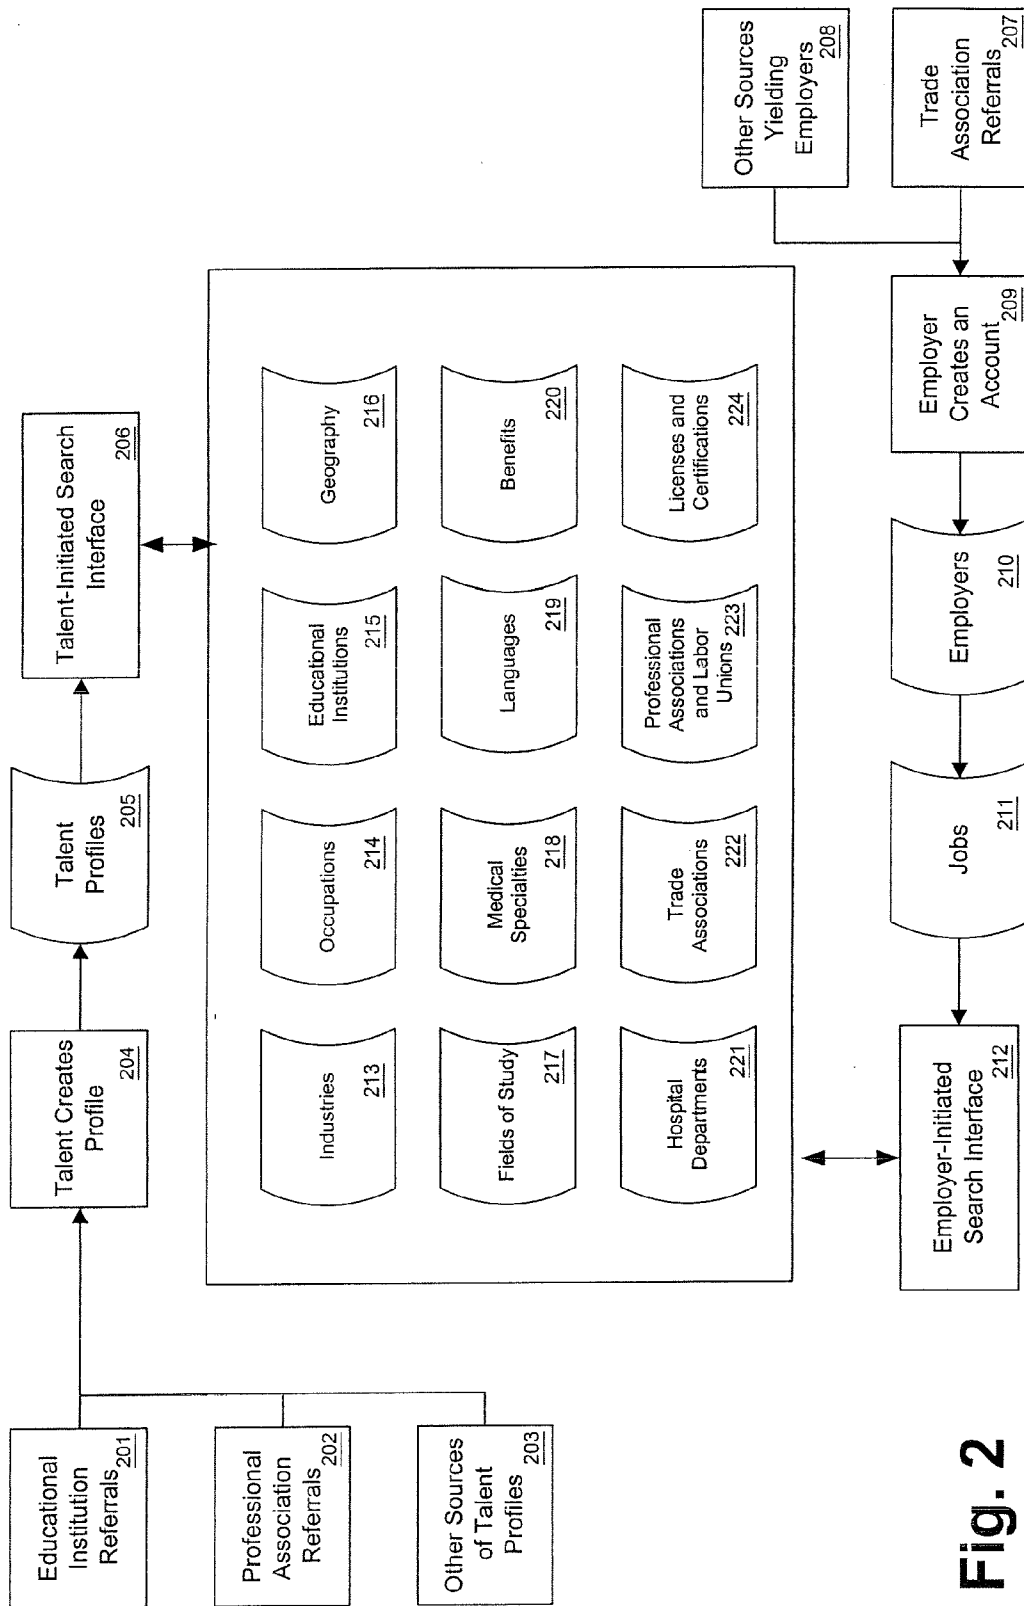 Educational
Institution
Referrals
201
Professional
Association
Referrals
202
Other Sources
of Talent
Profiles
203
Talent Creates
Profile
204
Talent
Profiles
205
Talent-Initiated Search
Interface
206
Industries
213
Occupations
214
Educational
Institutions
215
Geography
216
Fields of Study
217
Medical
Specialties
218
Languages
219
Benefits
220
Hospital
Departments
221
Trade
Associations
222
Professional
Associations
and Labor
Unions
223
Licenses and
Certifications
224
Other Sources
Yielding
Employers
208
Trade
Association
Referrals
207
Employer
Creates an
Account
209
Employers
210
Jobs
211
Employer-Initiated
Search Interface
212
Fig. 2